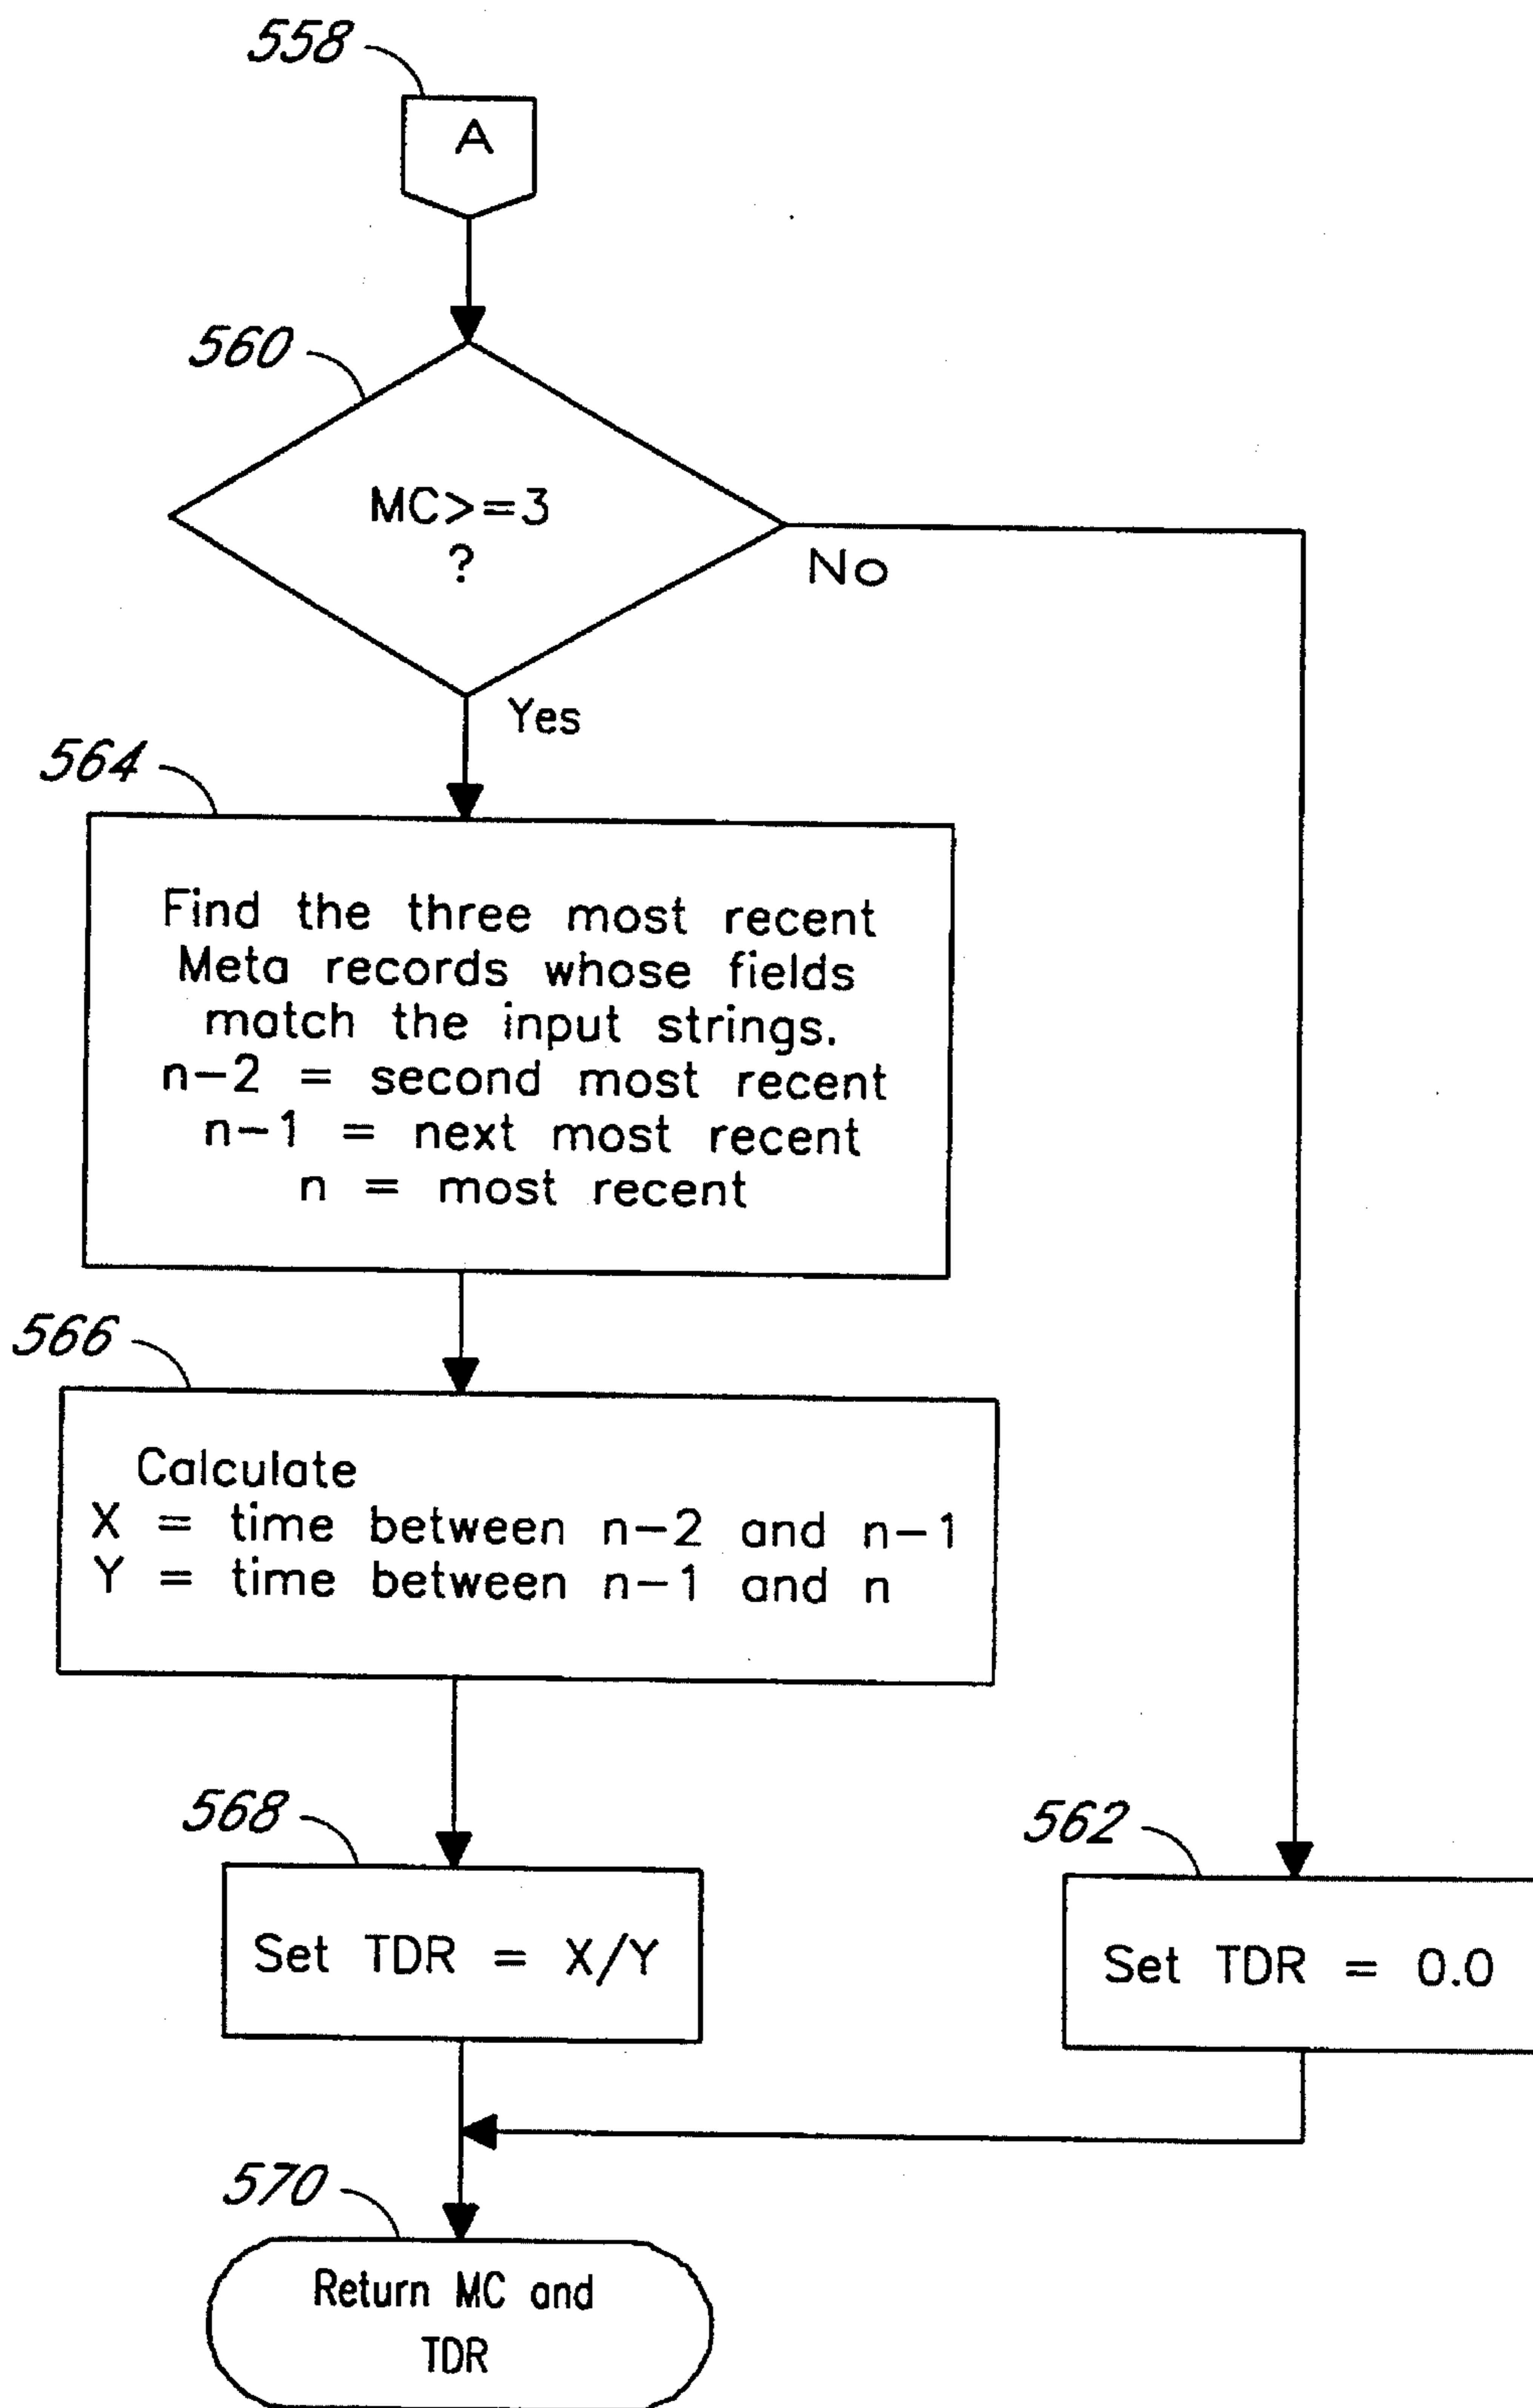 558
A
560
MC>=3
?
No
Yes
564
Find the three most recent
Meta records whose fields
match the input strings.
n-2 = second most recent
n-1 = next most recent
n = most recent
566
Calculate
X = time between n-2 and n-1
Y = time between n-1 and n
568
Set TDR = X/Y
562
Set TDR = 0.0
570
Return MC and
TDR